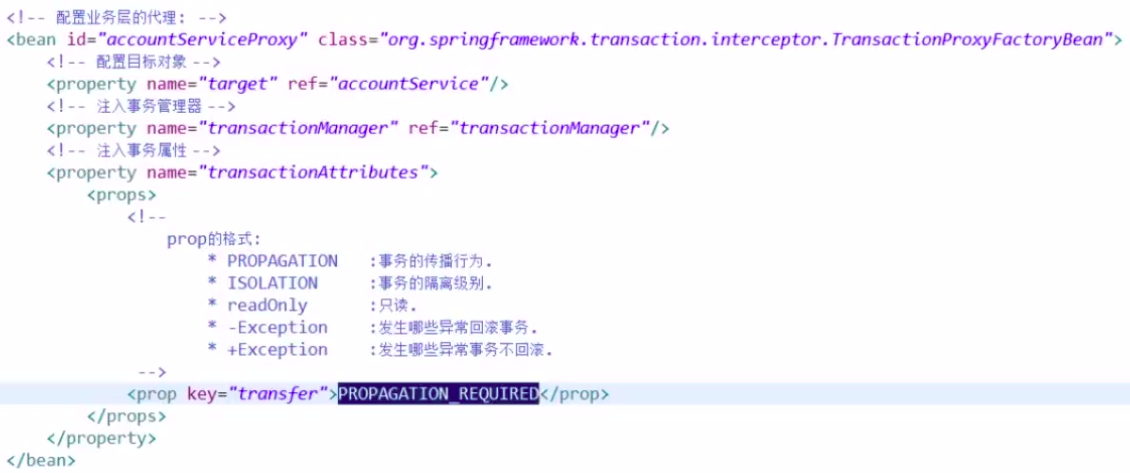 <!-- 配置业务层的代理: -->
<bean id="accountServiceProxy" class="org.springframework.transaction.interceptor.TransactionProxyFactoryBean">
<!-- 配置目标对象 -->
<property name="target" ref="accountService"/>
<!-- 注入事务管理器 -->
<property name="transactionManager" ref="transactionManager"/>
<!-- 注入事务属性 -->
<property name="transactionAttributes">
<props>
<!--
prop的格式:
* PROPAGATION :事务的传播行为.
* ISOLATION :事务的隔离级别.
* readOnly :只读.
* -Exception :发生哪些异常回滚事务.
* +Exception :发生哪些异常事务不回滚.
-->
<prop key="transfer">PROPAGATION_REQUIRED</prop>
</props>
</property>
</bean>